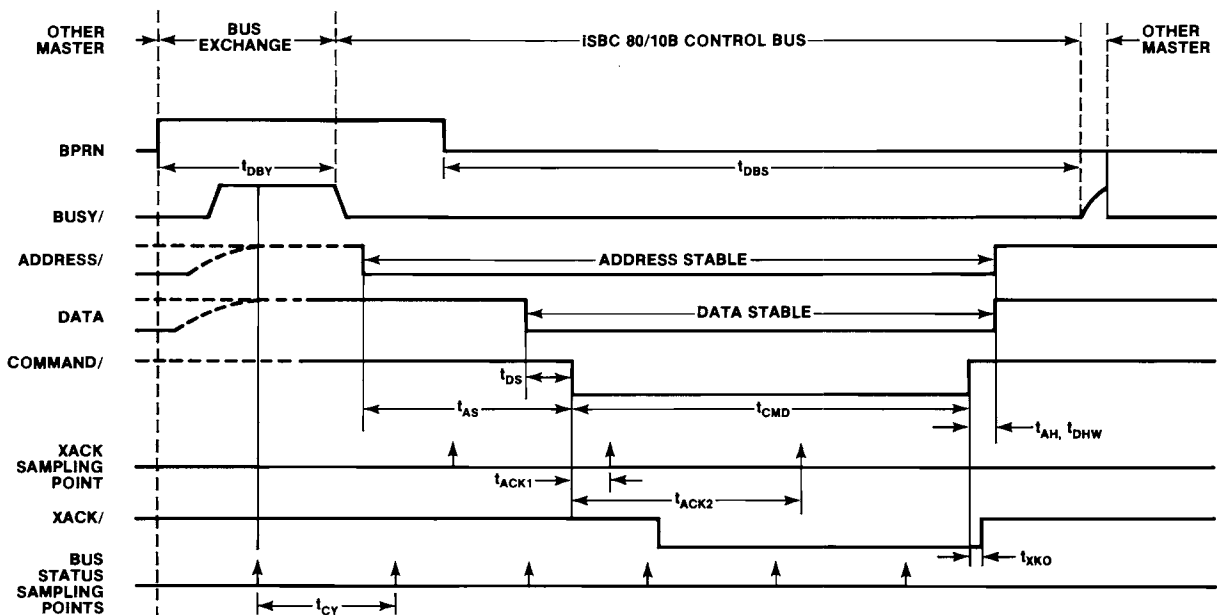 OTHER
MASTER
BUS
EXCHANGE
iSBC 80/10B CONTROL BUS
OTHER
MASTER
BPRN
tDBY
tDBS
BUSY/
ADDRESS/
ADDRESS STABLE
DATA
DATA STABLE
COMMAND/
tDS
tAS
tCMD
tAH, tDHW
XACK
SAMPLING
POINT
tACK1
tACK2
XACK/
tXKO
BUS
STATUS
SAMPLING
POINTS
tCY